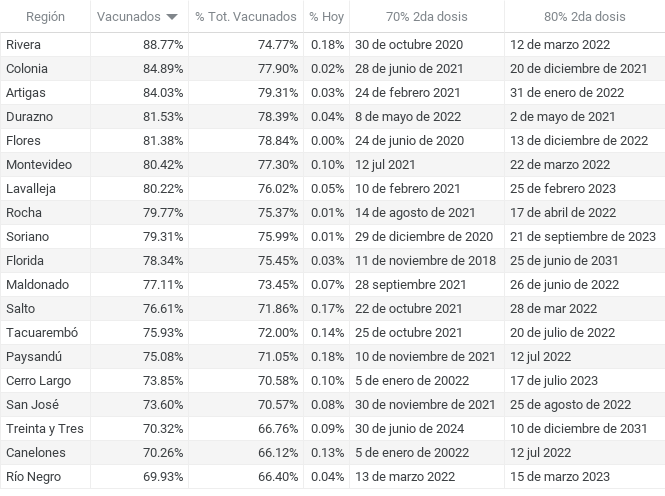 Región Vacunados % Tot. Vacunados % Hoy 70% 2da dosis 80% 2da dosis
Rivera 88.77% 74.77% 0.18% 30 de octubre 2020 12 de marzo 2022
Colonia 84.89% 77.90% 0.02% 28 de junio de 2021 20 de diciembre de 2021
Artigas 84.03% 79.31% 0.03% 24 de febrero 2021 31 de enero de 2022
Durazno 81.53% 78.39% 0.04% 8 de mayo de 2022 2 de mayo de 2021
Flores 81.38% 78.84% 0.00% 24 de junio de 2020 13 de diciembre de 2022
Montevideo 80.42% 77.30% 0.10% 12 jul 2021 22 de marzo 2022
Lavalleja 80.22% 76.02% 0.05% 10 de febrero 2021 25 de febrero 2023
Rocha 79.77% 75.37% 0.01% 14 de agosto de 2021 17 de abril de 2022
Soriano 79.31% 75.99% 0.01% 29 de diciembre de 2020 21 de septiembre de 2023
Florida 78.34% 75.45% 0.03% 11 de noviembre de 2018 25 de junio de 2031
Maldonado 77.11% 73.45% 0.07% 28 septiembre 2021 26 de junio de 2022
Salto 76.61% 71.86% 0.17% 22 de octubre 2021 28 de mar 2022
Tacuarembó 75.93% 72.00% 0.14% 25 de octubre 2021 20 de julio de 2022
Paysandú 75.08% 71.05% 0.18% 10 de noviembre de 2021 12 jul 2022
Cerro Largo 73.85% 70.58% 0.10% 5 de enero de 20022 17 de julio 2023
San José 73.60% 70.57% 0.08% 30 de noviembre de 2021 25 de agosto de 2022
Treinta y Tres 70.32% 66.76% 0.09% 30 de junio de 2024 10 de diciembre de 2031
Canelones 70.26% 66.12% 0.13% 5 de enero de 20022 12 jul 2022
Río Negro 69.93% 66.40% 0.04% 13 de marzo 2022 15 de marzo 2023